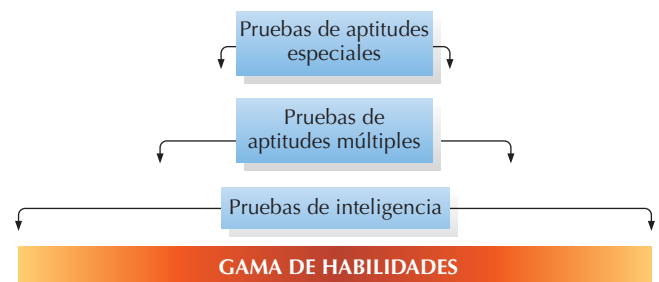 Pruebas de aptitudes
especiales
Pruebas de
aptitudes múltiples
Pruebas de inteligencia
GAMA DE HABILIDADES